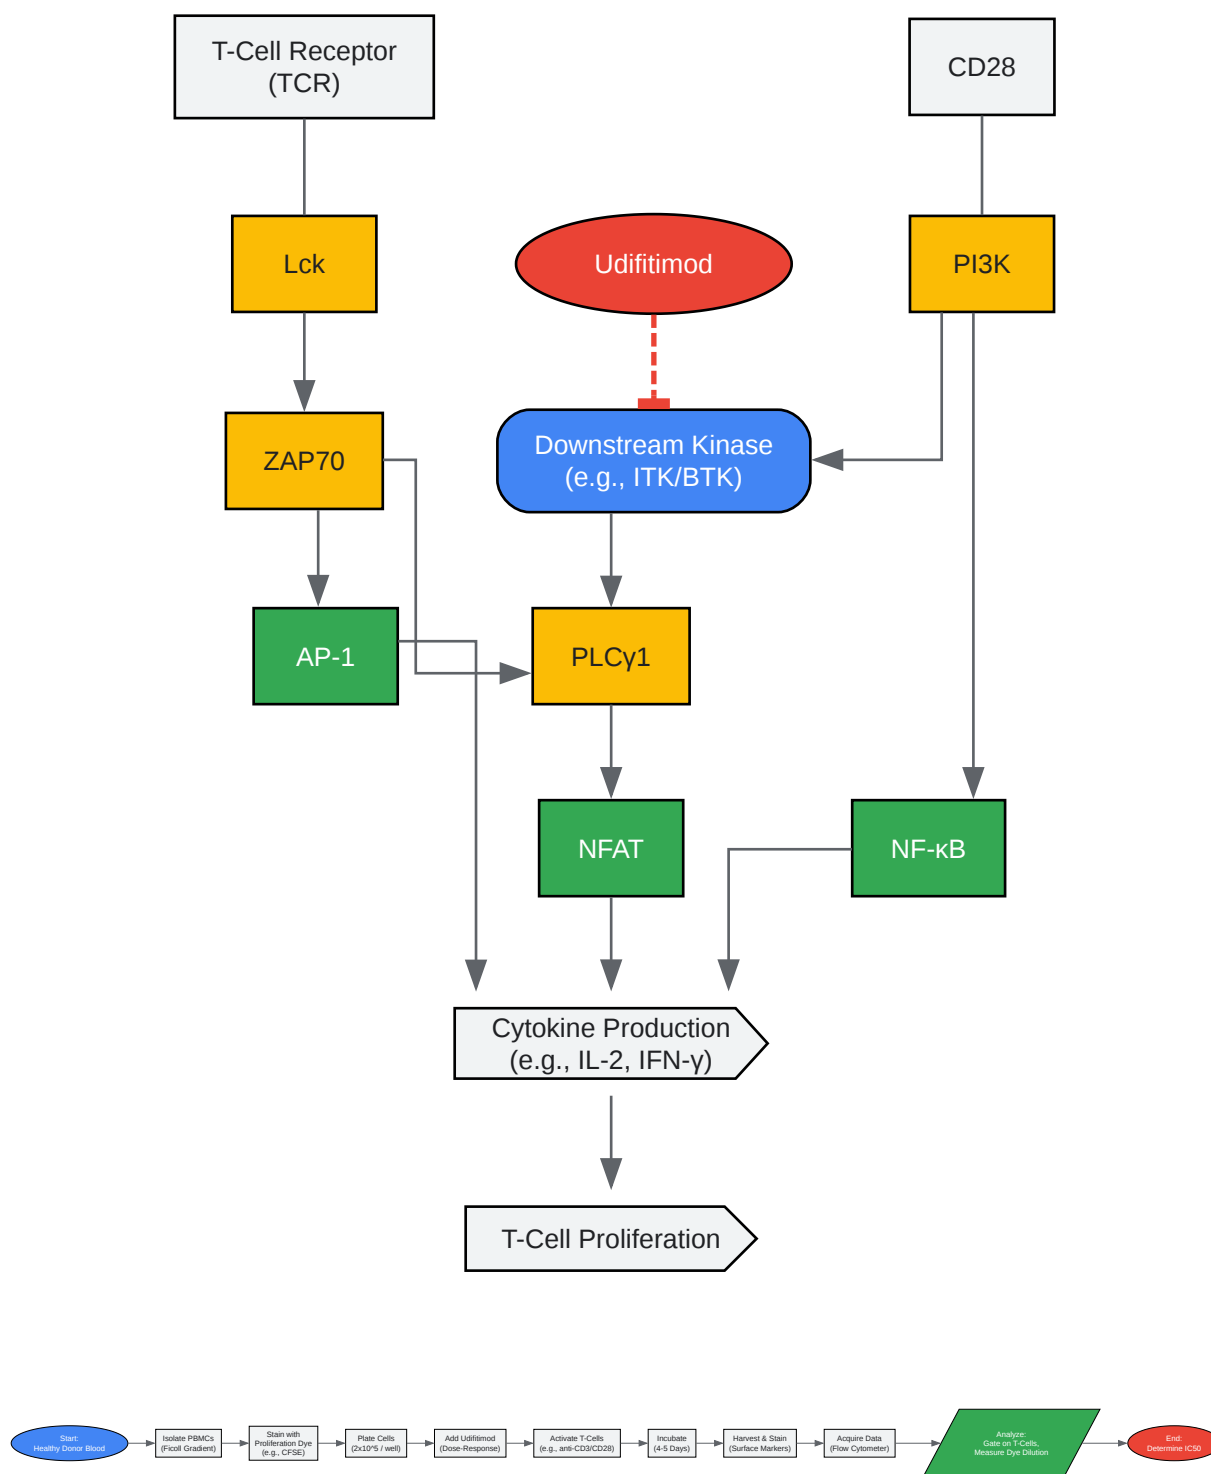 T-Cell Receptor
(TCR)
CD28
Lck
Udifitimod
PI3K
ZAP70
Downstream Kinase
(e.g., ITK/BTK)
AP-1
PLCγ1
NFAT
NF-κB
Cytokine Production
(e.g., IL-2, IFN-γ)
T-Cell Proliferation
Start:
Healthy Donor Blood
Isolate PBMCs
(Ficoll Gradient)
Stain with
Proliferation Dye
(e.g., CFSE)
Plate Cells
(2x10^5 / well)
Add Udifitimod
(Dose-Response)
Activate T-Cells
(e.g., anti-CD3/CD28)
Incubate
(4-5 Days)
Harvest & Stain
(Surface Markers)
Acquire Data
(Flow Cytometer)
Analyze:
Gate on T-Cells,
Measure Dye Dilution
End:
Determine IC50